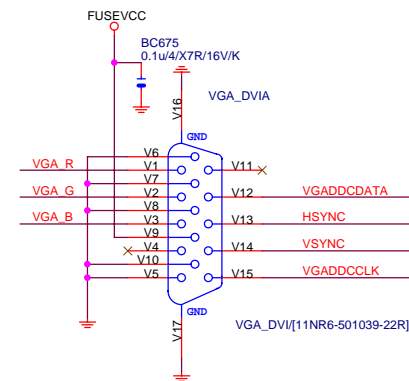 FUSEVCC
BC675
0.1u/4/X7R/16V/K
V16
VGA_DVIA
GND
V6
VGA_R V1 V11
V7
VGA_G V2 V12 VGADDCDATA
V8
VGA_B V3 V13 HSYNC
V9
V4 V14 VSYNC
V10
V5 V15 VGADDCCLK
GND
V17
VGA_DVI/[11NR6-501039-22R]